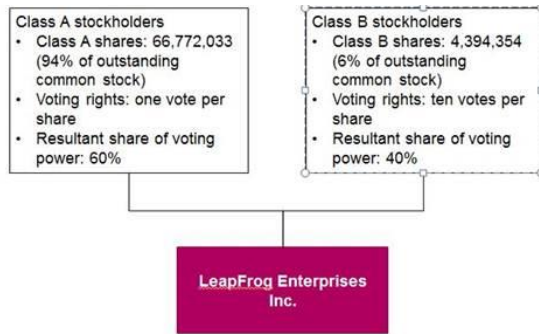 Class A stockholders
• Class A shares: 66,772,033
(94% of outstanding
common stock)
• Voting rights: one vote per
share
• Resultant share of voting
power: 60%
Class B stockholders
• Class B shares: 4,394,354
(6% of outstanding
common stock)
• Voting rights: ten votes per
share
• Resultant share of voting
power: 40%
LeapFrog Enterprises
Inc.